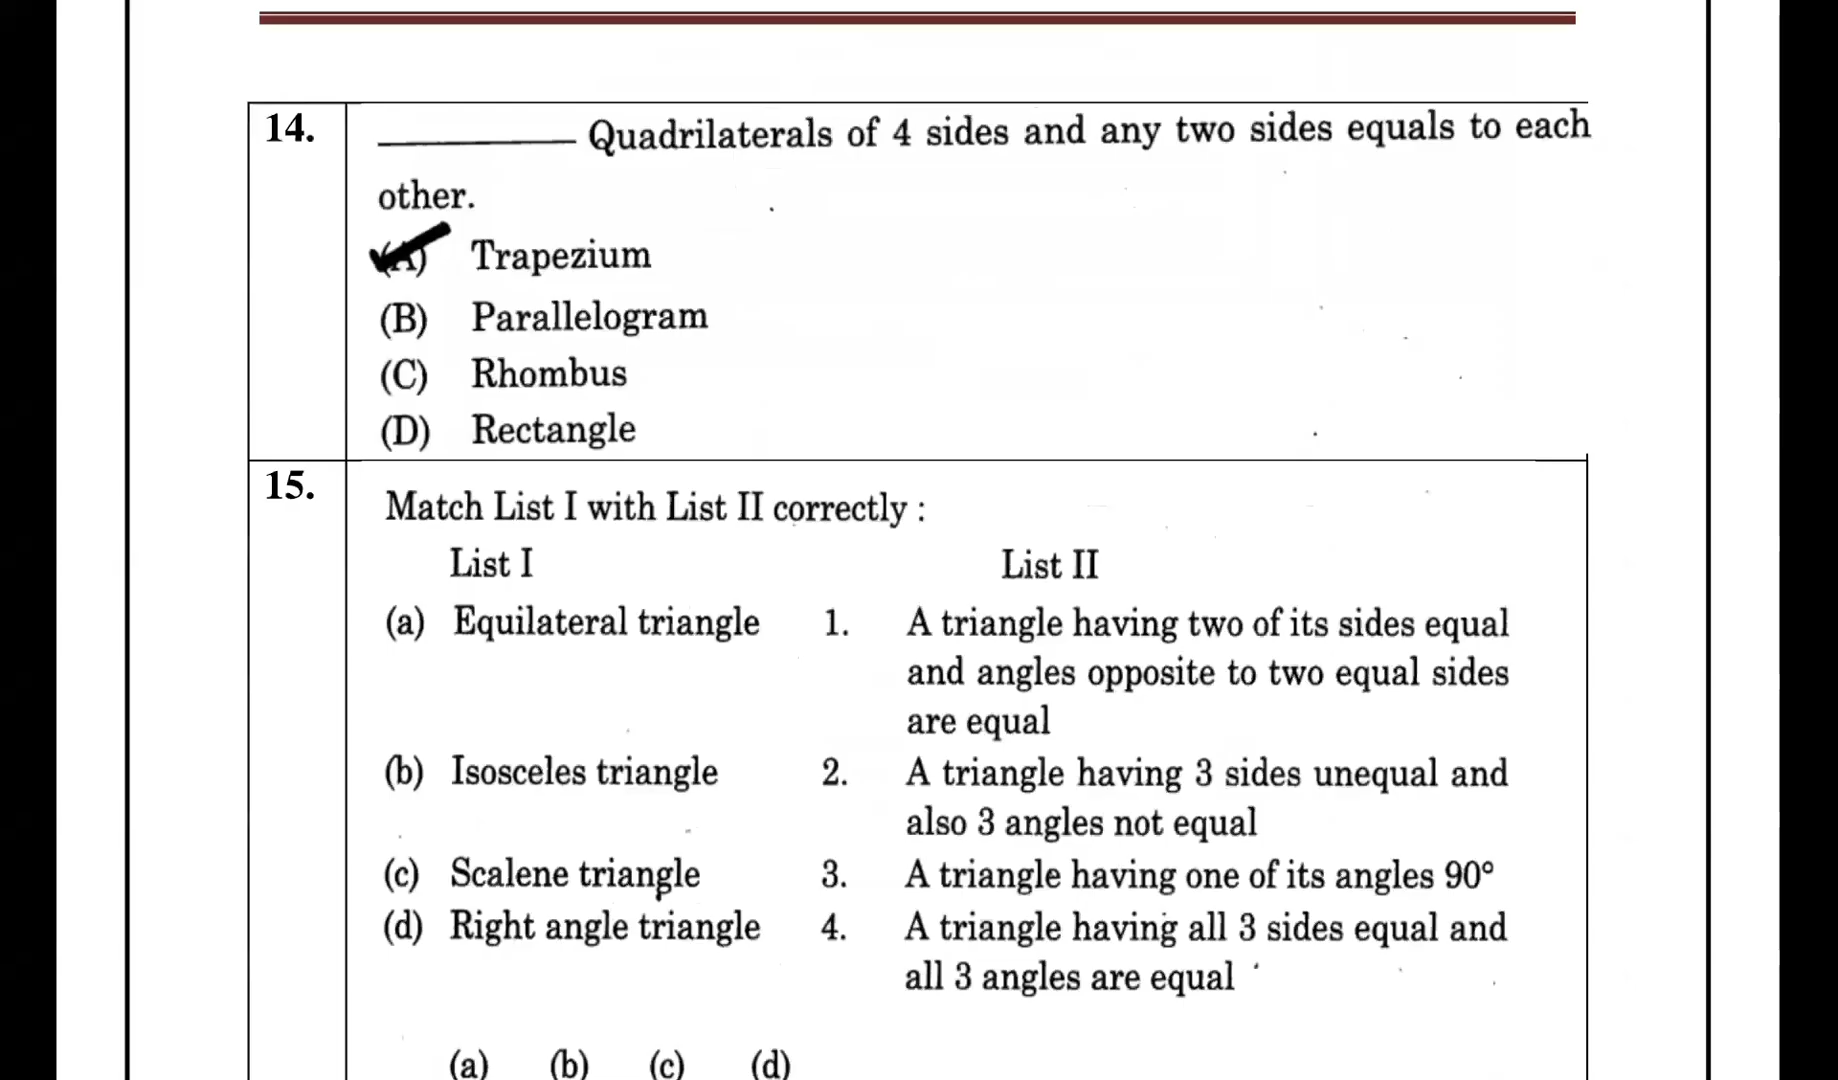 14. ________ Quadrilaterals of 4 sides and any two sides equals to each
other.
(A) Trapezium
(B) Parallelogram
(C) Rhombus
(D) Rectangle
15. Match List I with List II correctly :
List I List II
(a) Equilateral triangle 1. A triangle having two of its sides equal
and angles opposite to two equal sides
are equal
(b) Isosceles triangle 2. A triangle having 3 sides unequal and
also 3 angles not equal
(c) Scalene triangle 3. A triangle having one of its angles 90°
(d) Right angle triangle 4. A triangle having all 3 sides equal and
all 3 angles are equal
(a) (b) (c) (d)